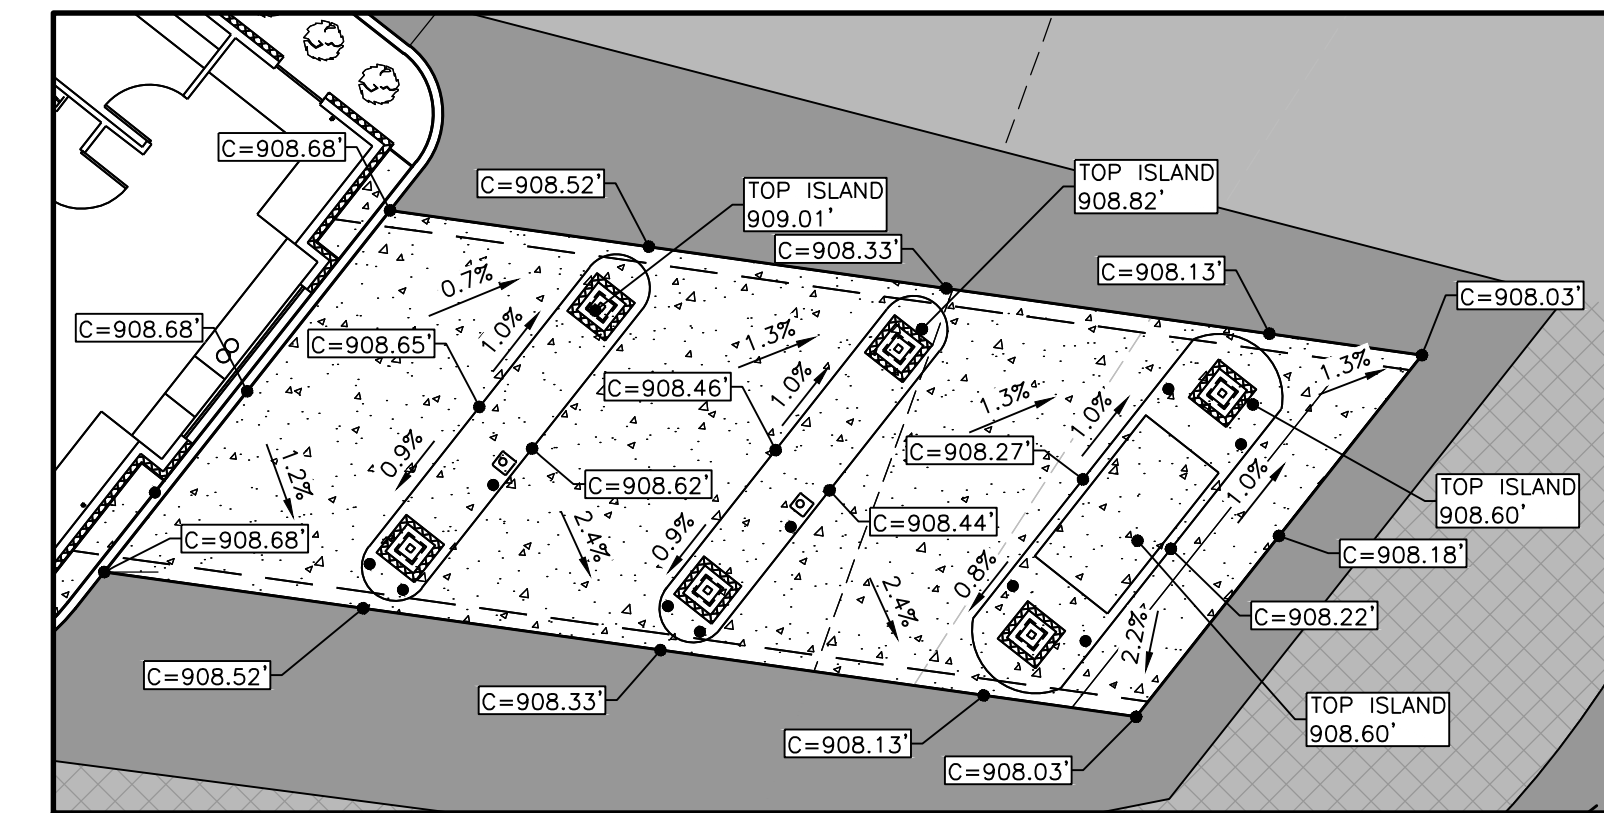 C=908.68'
C=908.52'
TOP ISLAND
909.01'
TOP ISLAND
908.82'
C=908.33'
C=908.13'
C=908.03'
0.7%
C=908.68'
1.0%
C=908.65'
1.3%
1.3%
C=908.46'
1.0%
1.3%
1.0%
0.9%
C=908.27'
1.2%
C=908.62'
1.0%
TOP ISLAND
908.60'
C=908.68'
2.4%
0.9%
C=908.44'
C=908.18'
0.8%
2.4%
C=908.22'
2.2%
C=908.52'
C=908.33'
TOP ISLAND
908.60'
C=908.13'
C=908.03'